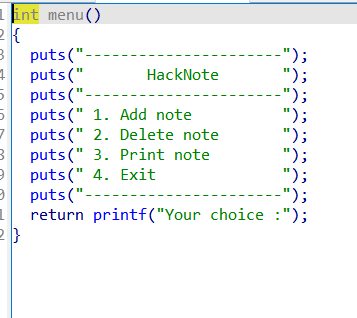 1 int menu()
2 {
3   puts("----------------------");
4   puts("       HackNote       ");
5   puts("----------------------");
6   puts(" 1. Add note          ");
7   puts(" 2. Delete note       ");
8   puts(" 3. Print note        ");
9   puts(" 4. Exit              ");
0   puts("----------------------");
1   return printf("Your choice :");
2 }